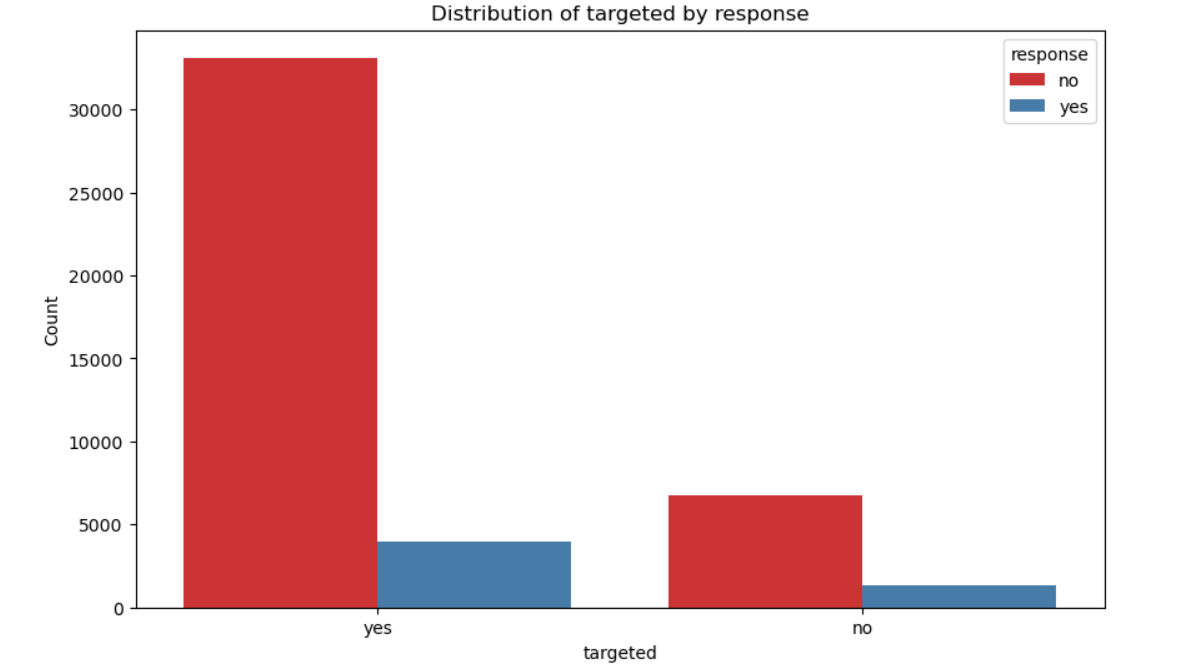 Distribution of targeted by response
response
no
yes
30000
25000
20000
15000
10000
5000
0
Count
yes
no
targeted